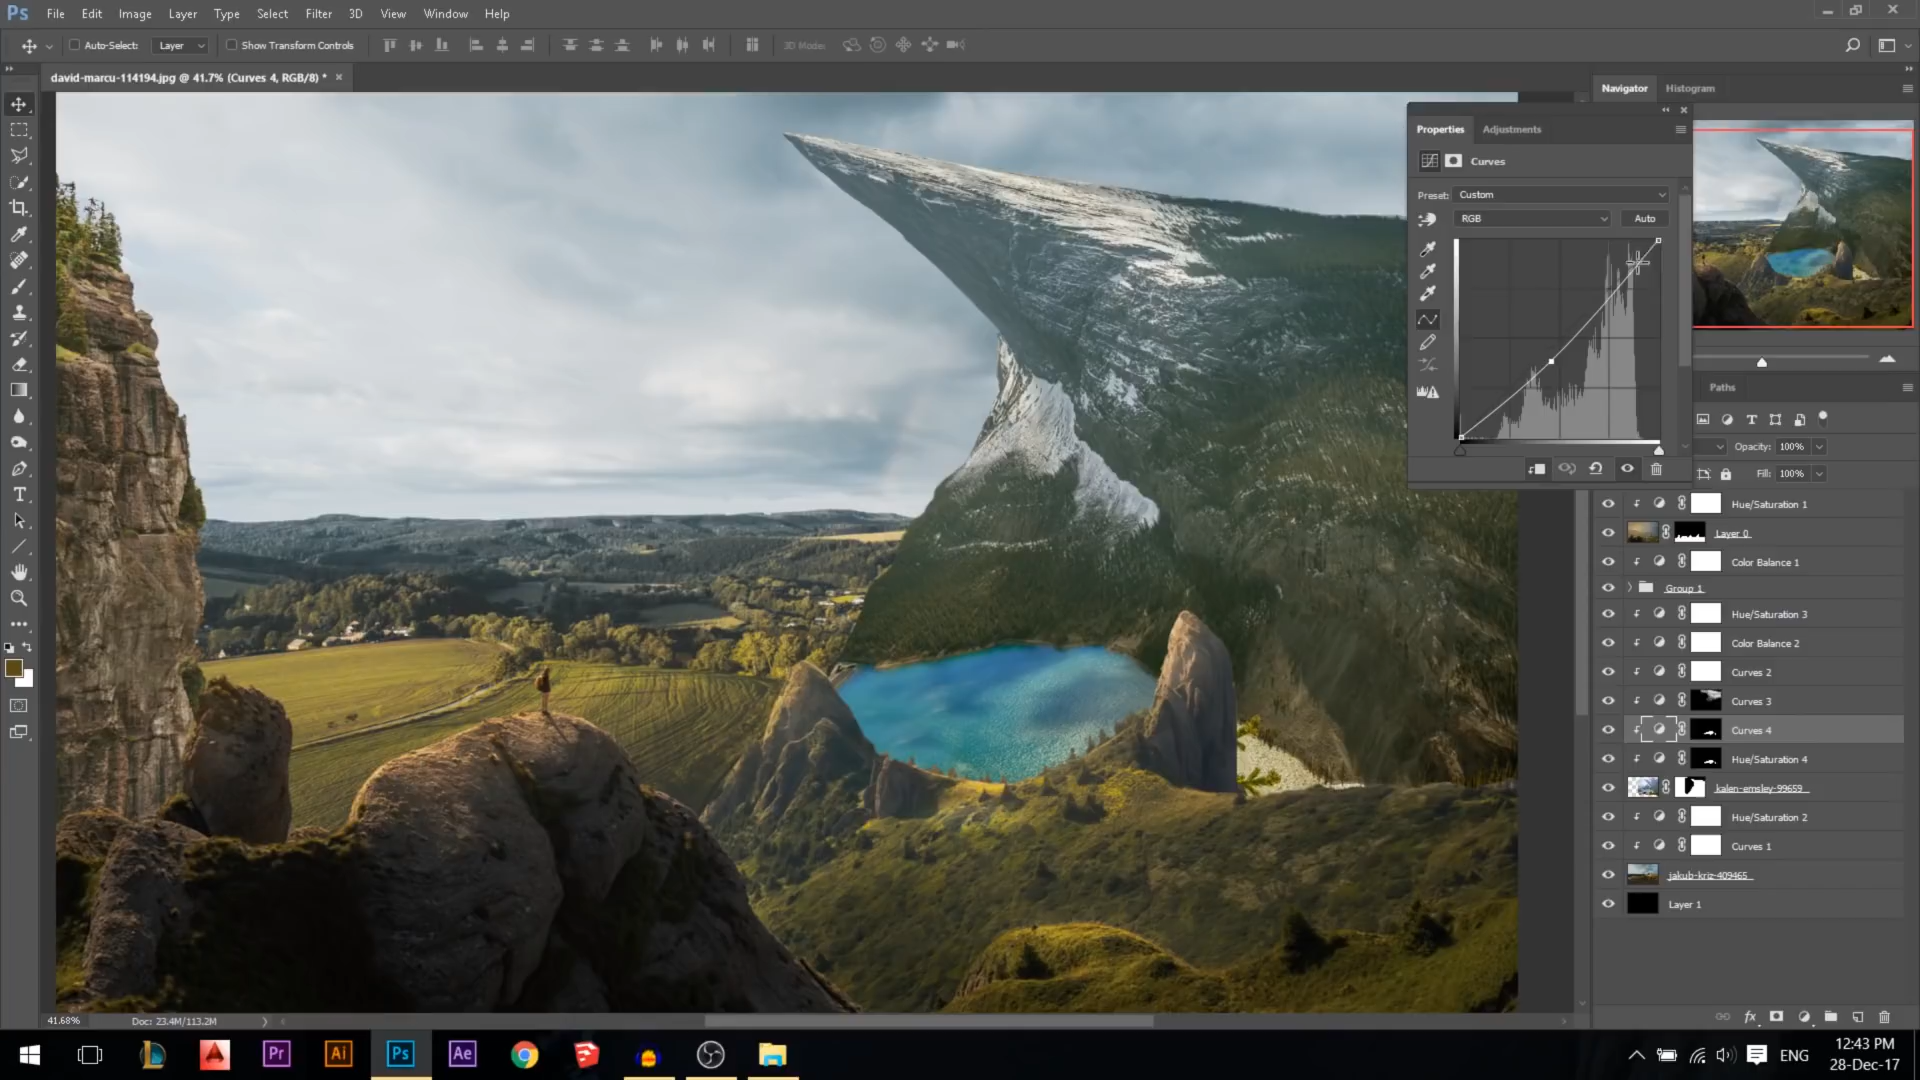 Ps File Edit Image Layer Type Select Filter 3D View Window Help
Auto-Select: Layer Show Transform Controls 3D Mode:
david-marcu-114194.jpg @ 41.7% (Curves 4, RGB/8) *
Navigator Histogram
Properties Adjustments
Curves
Preset: Custom
RGB Auto
Paths
Opacity: 100%
Fill: 100%
Hue/Saturation 1
Layer 0
Color Balance 1
Group 1
Hue/Saturation 3
Color Balance 2
Curves 2
Curves 3
Curves 4
Hue/Saturation 4
kalen-emsley-99659
Hue/Saturation 2
Curves 1
jakub-kriz-409465
Layer 1
fx
41.68% Doc: 23.4M/113.2M
Pr Ai Ps Ae
ENG
12:43 PM
28-Dec-17